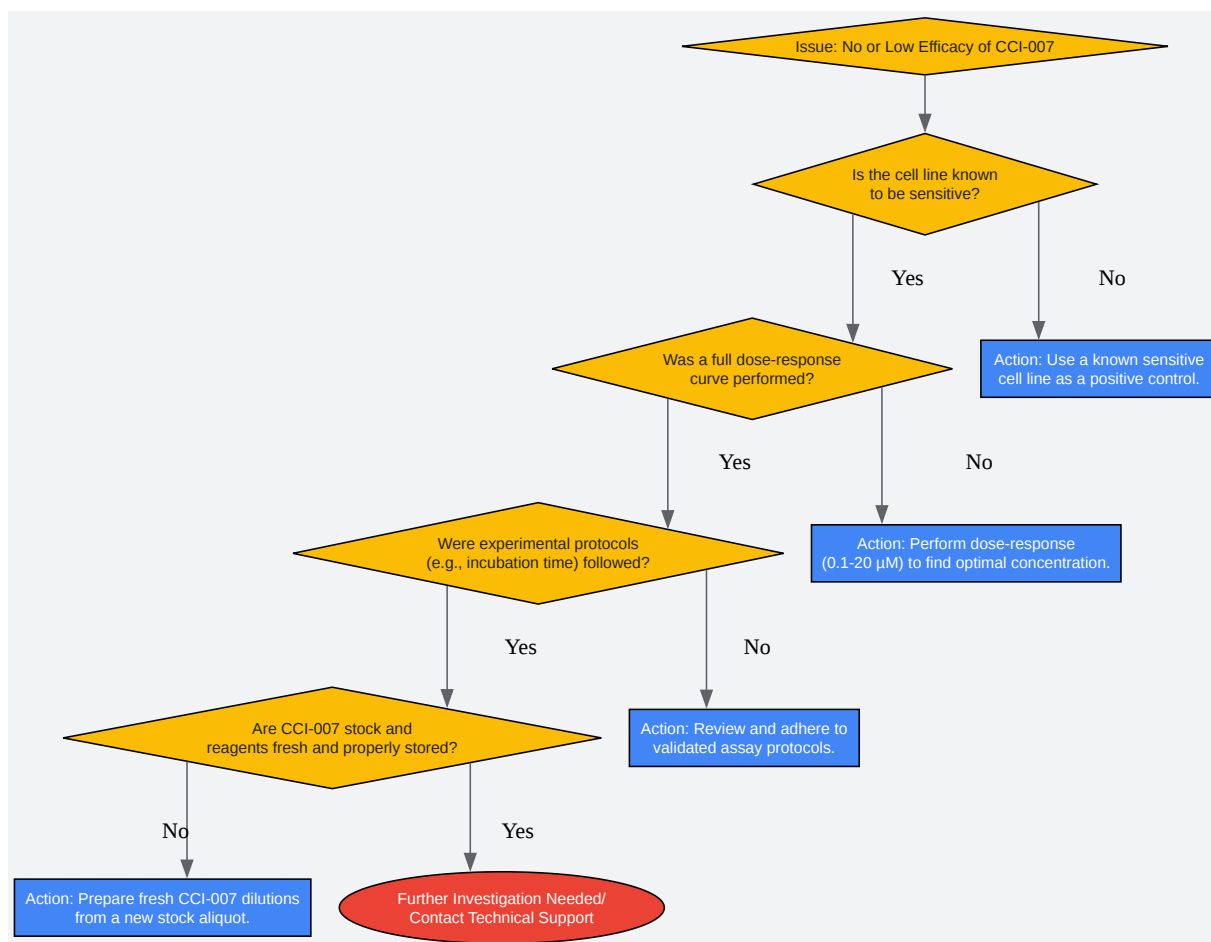 Issue: No or Low Efficacy of CCI-007
Is the cell line known
to be sensitive?
Yes
No
Was a full dose-response
curve performed?
Action: Use a known sensitive
cell line as a positive control.
Yes
No
Were experimental protocols
(e.g., incubation time) followed?
Action: Perform dose-response
(0.1-20 µM) to find optimal concentration.
Yes
No
Are CCI-007 stock and
reagents fresh and properly stored?
Action: Review and adhere to
validated assay protocols.
No
Yes
Action: Prepare fresh CCI-007 dilutions
from a new stock aliquot.
Further Investigation Needed/
Contact Technical Support